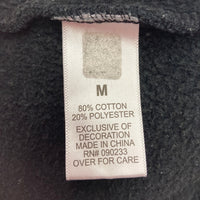 M
80% COTTON
20% POLYESTER
EXCLUSIVE OF
DECORATION
MADE IN CHINA
RN# 090233
OVER FOR CARE